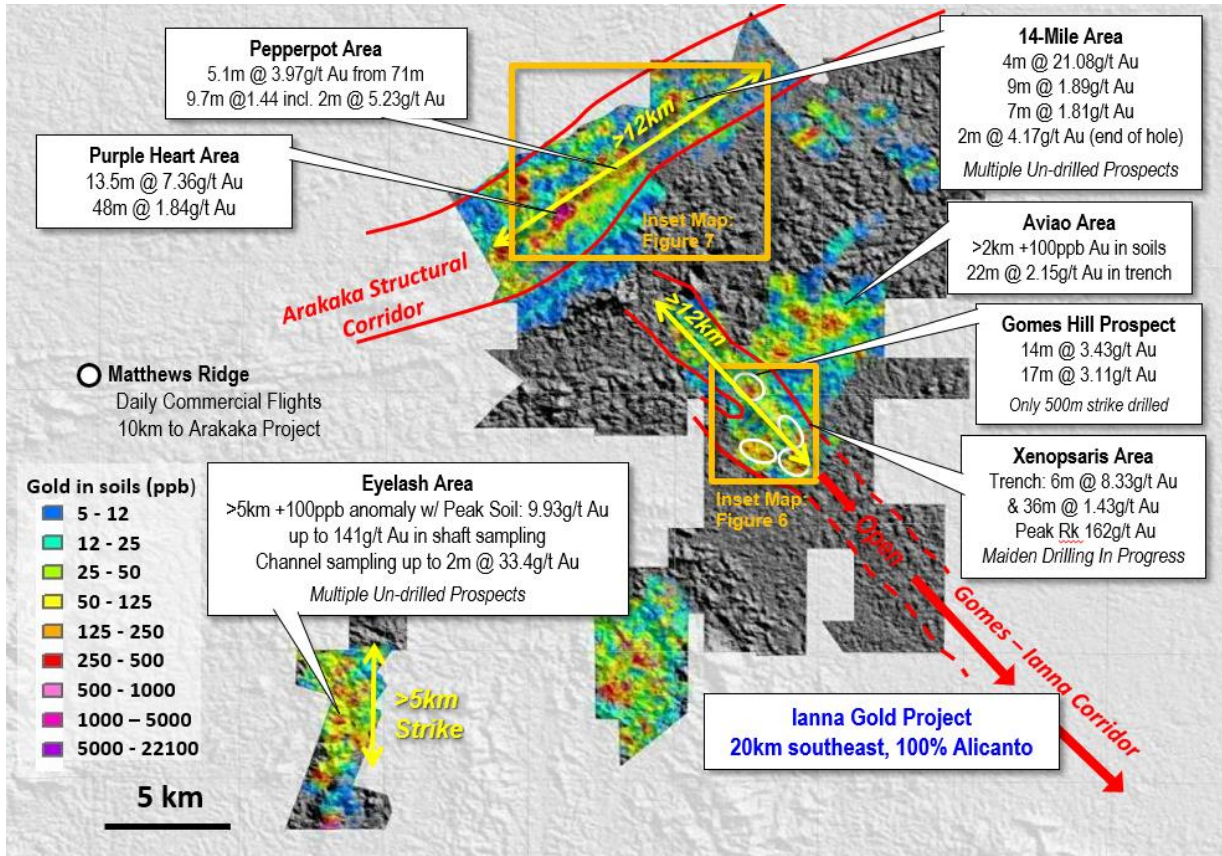 Pepperpot Area
5.1m @ 3.97g/t Au from 71m
9.7m @1.44 incl. 2m @ 5.23g/t Au
14-Mile Area
4m @ 21.08g/t Au
9m @ 1.89g/t Au
7m @ 1.81g/t Au
2m @ 4.17g/t Au (end of hole)
Multiple Un-drilled Prospects
Purple Heart Area
13.5m @ 7.36g/t Au
48m @ 1.84g/t Au
>12km
Inset Map:
Figure 7
Arakaka Structural
Corridor
Aviao Area
>2km +100ppb Au in soils
22m @ 2.15g/t Au in trench
>12km
Gomes Hill Prospect
14m @ 3.43g/t Au
17m @ 3.11g/t Au
Only 500m strike drilled
Matthews Ridge
Daily Commercial Flights
10km to Arakaka Project
Xenopsaris Area
Trench: 6m @ 8.33g/t Au
& 36m @ 1.43g/t Au
Peak Rk 162g/t Au
Maiden Drilling In Progress
Inset Map:
Figure 6
Open
Gomes – Ianna Corridor
Eyelash Area
>5km +100ppb anomaly w/ Peak Soil: 9.93g/t Au
up to 141g/t Au in shaft sampling
Channel sampling up to 2m @ 33.4g/t Au
Multiple Un-drilled Prospects
Gold in soils (ppb)
5 - 12
12 - 25
25 - 50
50 - 125
125 - 250
250 - 500
500 - 1000
1000 – 5000
5000 - 22100
>5km
Strike
Ianna Gold Project
20km southeast, 100% Alicanto
5 km